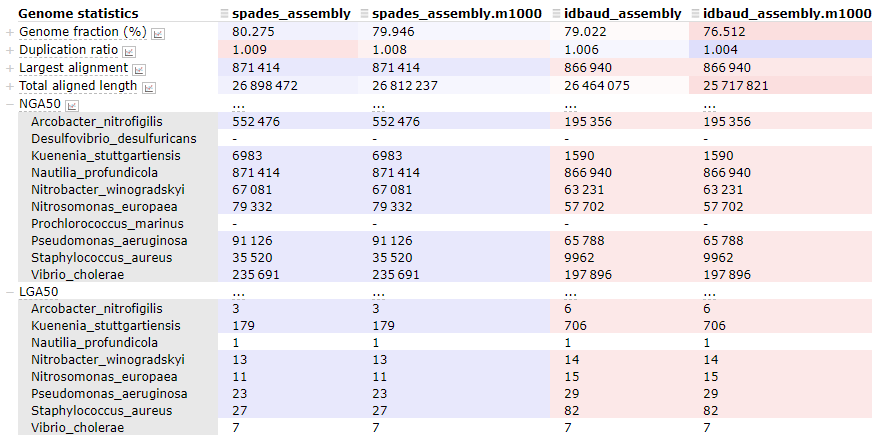 Genome statistics spades_assembly spades_assembly.m1000 idbaud_assembly idbaud_assembly.m1000
+ Genome fraction (%) 80.275 79.946 79.022 76.512
+ Duplication ratio 1.009 1.008 1.006 1.004
+ Largest alignment 871 414 871 414 866 940 866 940
+ Total aligned length 26 898 472 26 812 237 26 464 075 25 717 821
– NGA50 ... ... ... ...
Arcobacter_nitrofigilis 552 476 552 476 195 356 195 356
Desulfovibrio_desulfuricans - - - -
Kuenenia_stuttgartiensis 6983 6983 1590 1590
Nautilia_profundicola 871 414 871 414 866 940 866 940
Nitrobacter_winogradskyi 67 081 67 081 63 231 63 231
Nitrosomonas_europaea 79 332 79 332 57 702 57 702
Prochlorococcus_marinus - - - -
Pseudomonas_aeruginosa 91 126 91 126 65 788 65 788
Staphylococcus_aureus 35 520 35 520 9962 9962
Vibrio_cholerae 235 691 235 691 197 896 197 896
– LGA50 ... ... ... ...
Arcobacter_nitrofigilis 3 3 6 6
Kuenenia_stuttgartiensis 179 179 706 706
Nautilia_profundicola 1 1 1 1
Nitrobacter_winogradskyi 13 13 14 14
Nitrosomonas_europaea 11 11 15 15
Pseudomonas_aeruginosa 23 23 29 29
Staphylococcus_aureus 27 27 82 82
Vibrio_cholerae 7 7 7 7